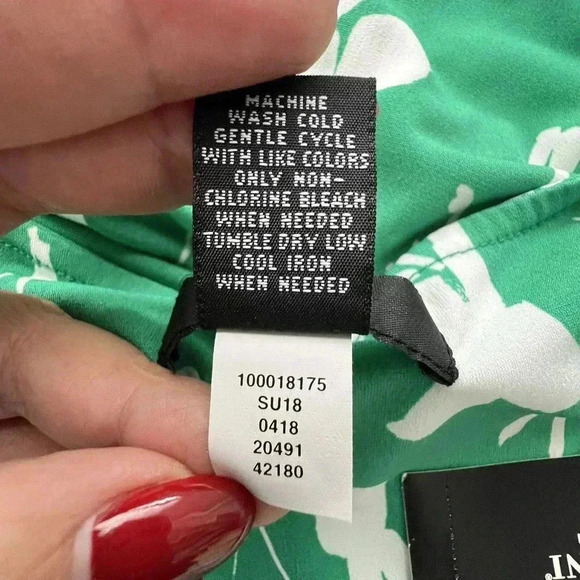 MACHINE
WASH COLD
GENTLE CYCLE
WITH LIKE COLORS
ONLY NON-
CHLORINE BLEACH
WHEN NEEDED
TUMBLE DRY LOW
COOL IRON
WHEN NEEDED
100018175
SU18
0418
20491
42180